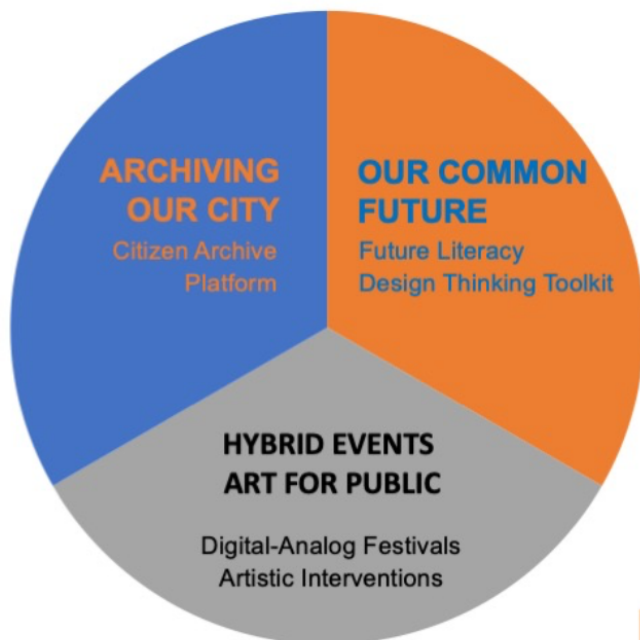 ARCHIVING
OUR CITY
Citizen Archive
Platform
OUR COMMON
FUTURE
Future Literacy
Design Thinking Toolkit
HYBRID EVENTS
ART FOR PUBLIC
Digital-Analog Festivals
Artistic Interventions